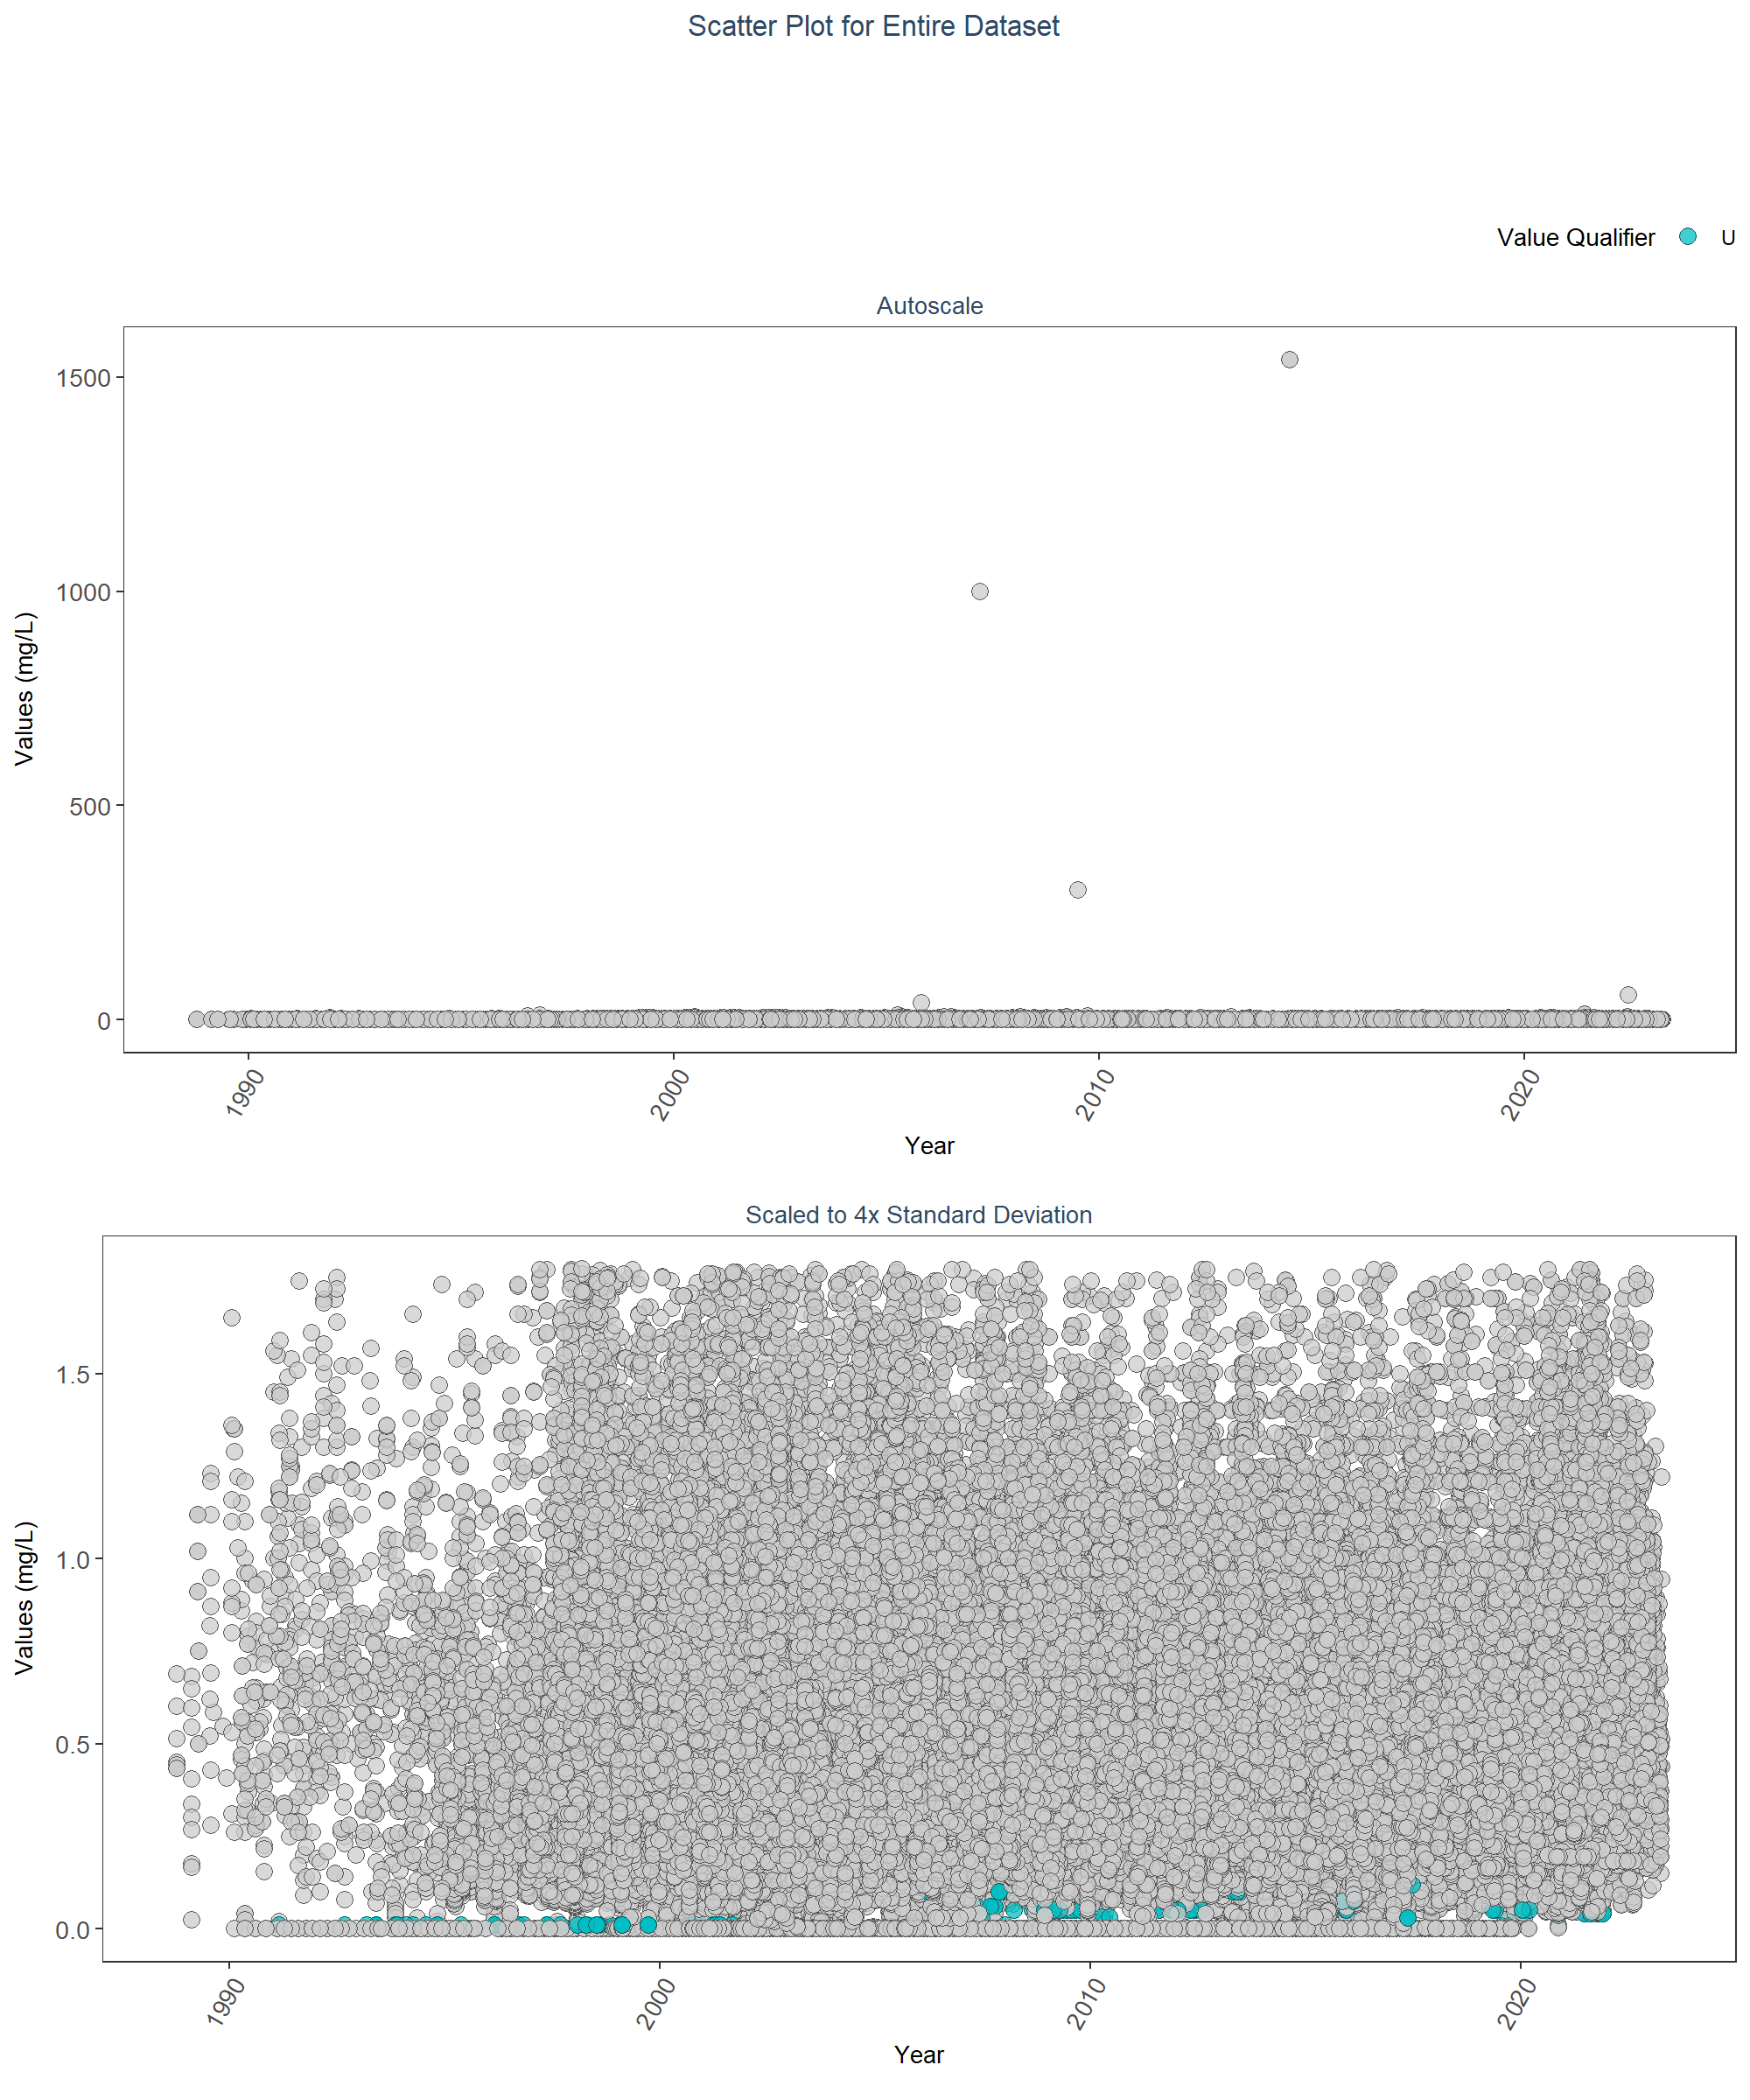 Scatter Plot for Entire Dataset
Value Qualifier U
Autoscale
1500
1000
500
0
Values (mg/L)
1990 2000 2010 2020
Year
Scaled to 4x Standard Deviation
1.5
1.0
0.5
0.0
Values (mg/L)
1990 2000 2010 2020
Year